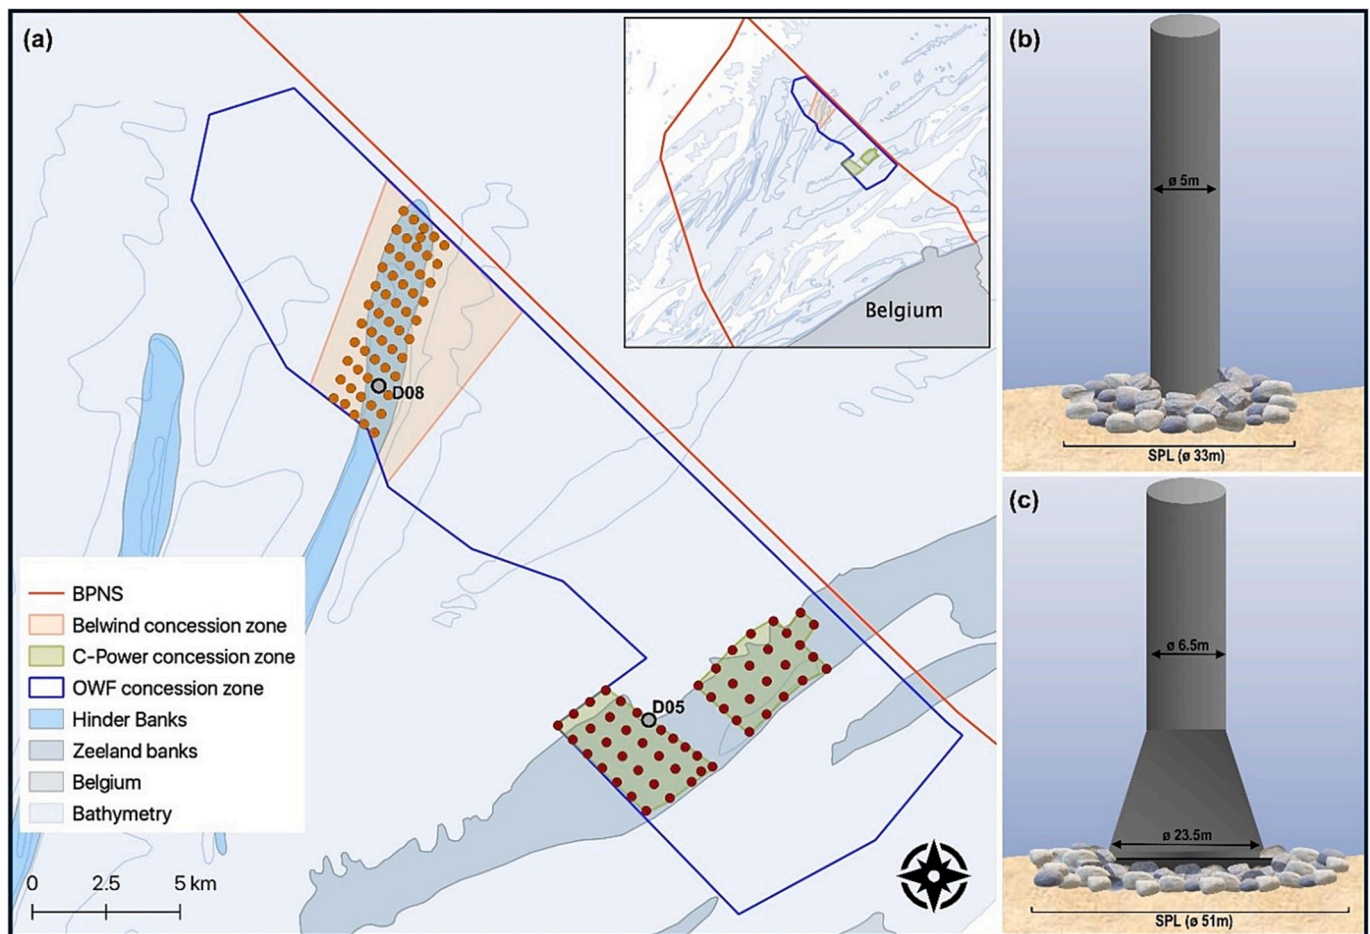 (a)
Belgium
D08
D05
BPNS
Belwind concession zone
C-Power concession zone
OWF concession zone
Hinder Banks
Zeeland banks
Belgium
Bathymetry
0 2.5 5 km
(b)
ø 5m
SPL (ø 33m)
(c)
ø 6.5m
ø 23.5m
SPL (ø 51m)